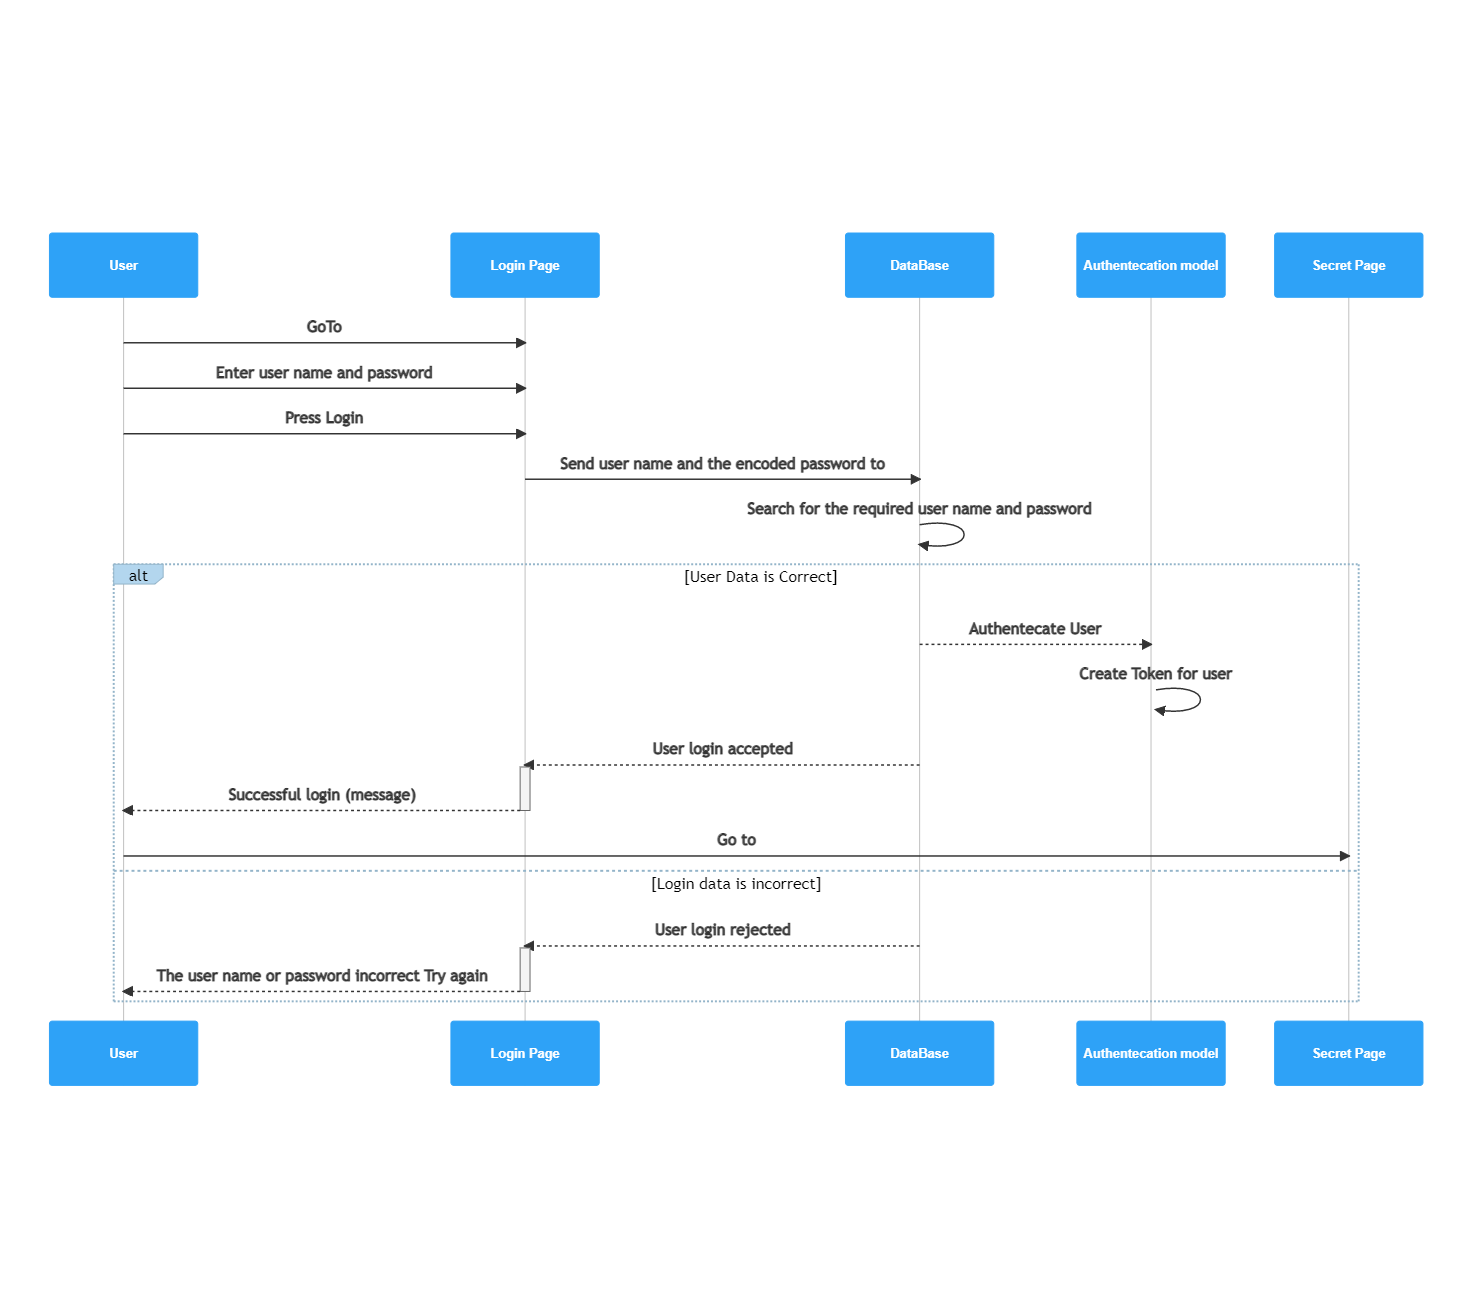 User
Login Page
DataBase
Authentecation model
Secret Page
GoTo
Enter user name and password
Press Login
Send user name and the encoded password to
Search for the required user name and password
alt
[User Data is Correct]
Authentecate User
Create Token for user
User login accepted
Successful login (message)
Go to
[Login data is incorrect]
User login rejected
The user name or password incorrect Try again
User
Login Page
DataBase
Authentecation model
Secret Page